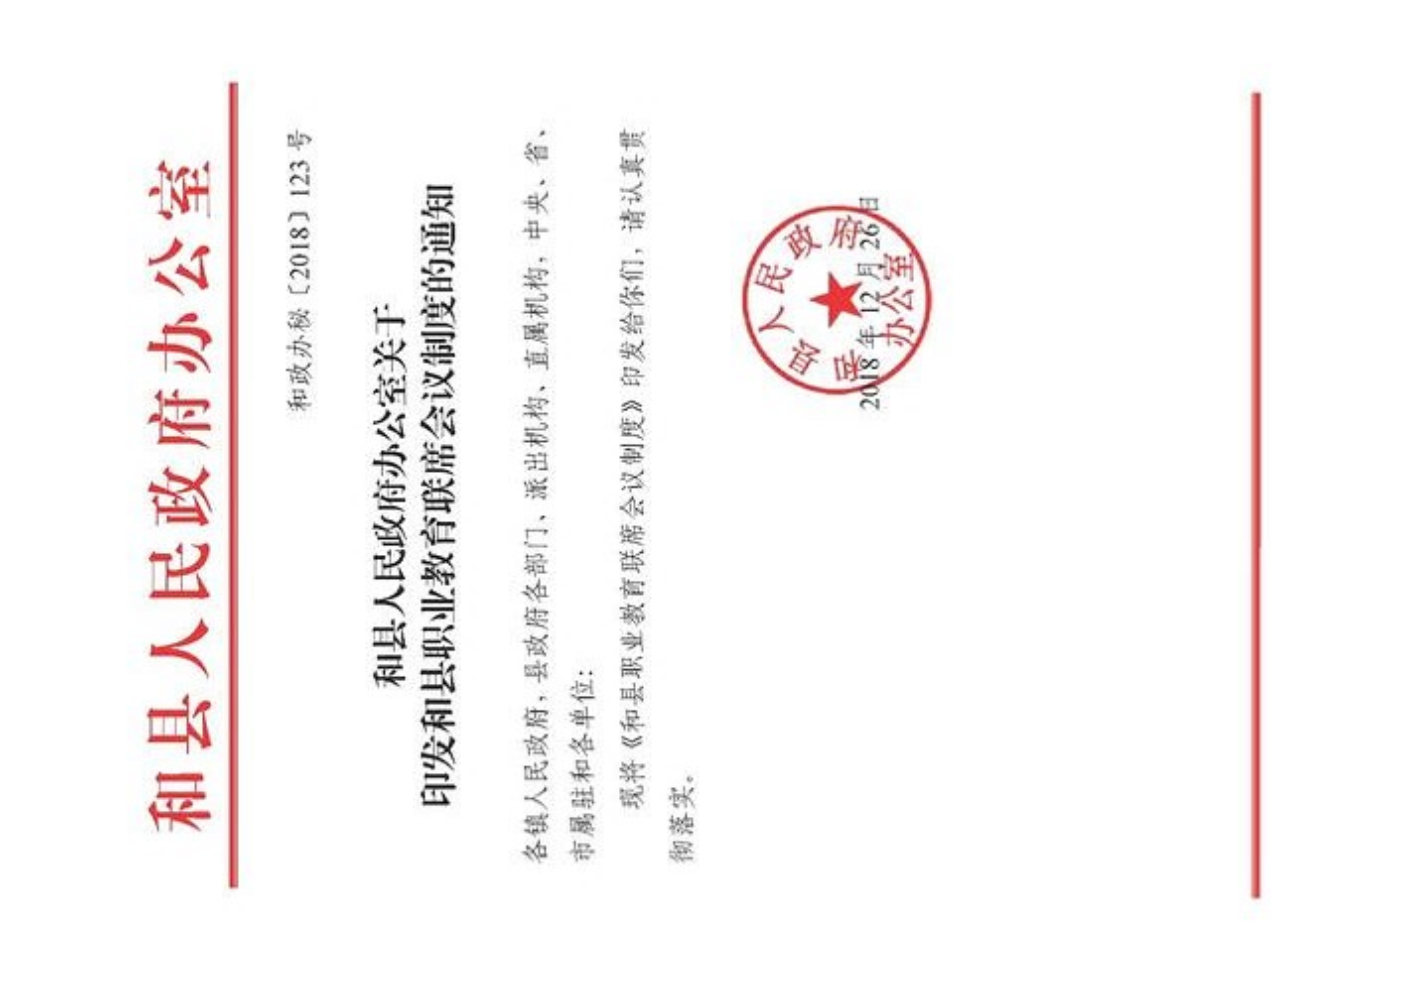 和县人民政府办公室
和政办秘〔2018〕123号
和县人民政府办公室关于
印发和县职业教育联席会议制度的通知
各镇人民政府，县政府各部门、派出机构、直属机构，中央、省、
市属驻和各单位：
现将《和县职业教育联席会议制度》印发给你们，请认真贯
彻落实。
和县人民政府
2018年12月26日
办公室